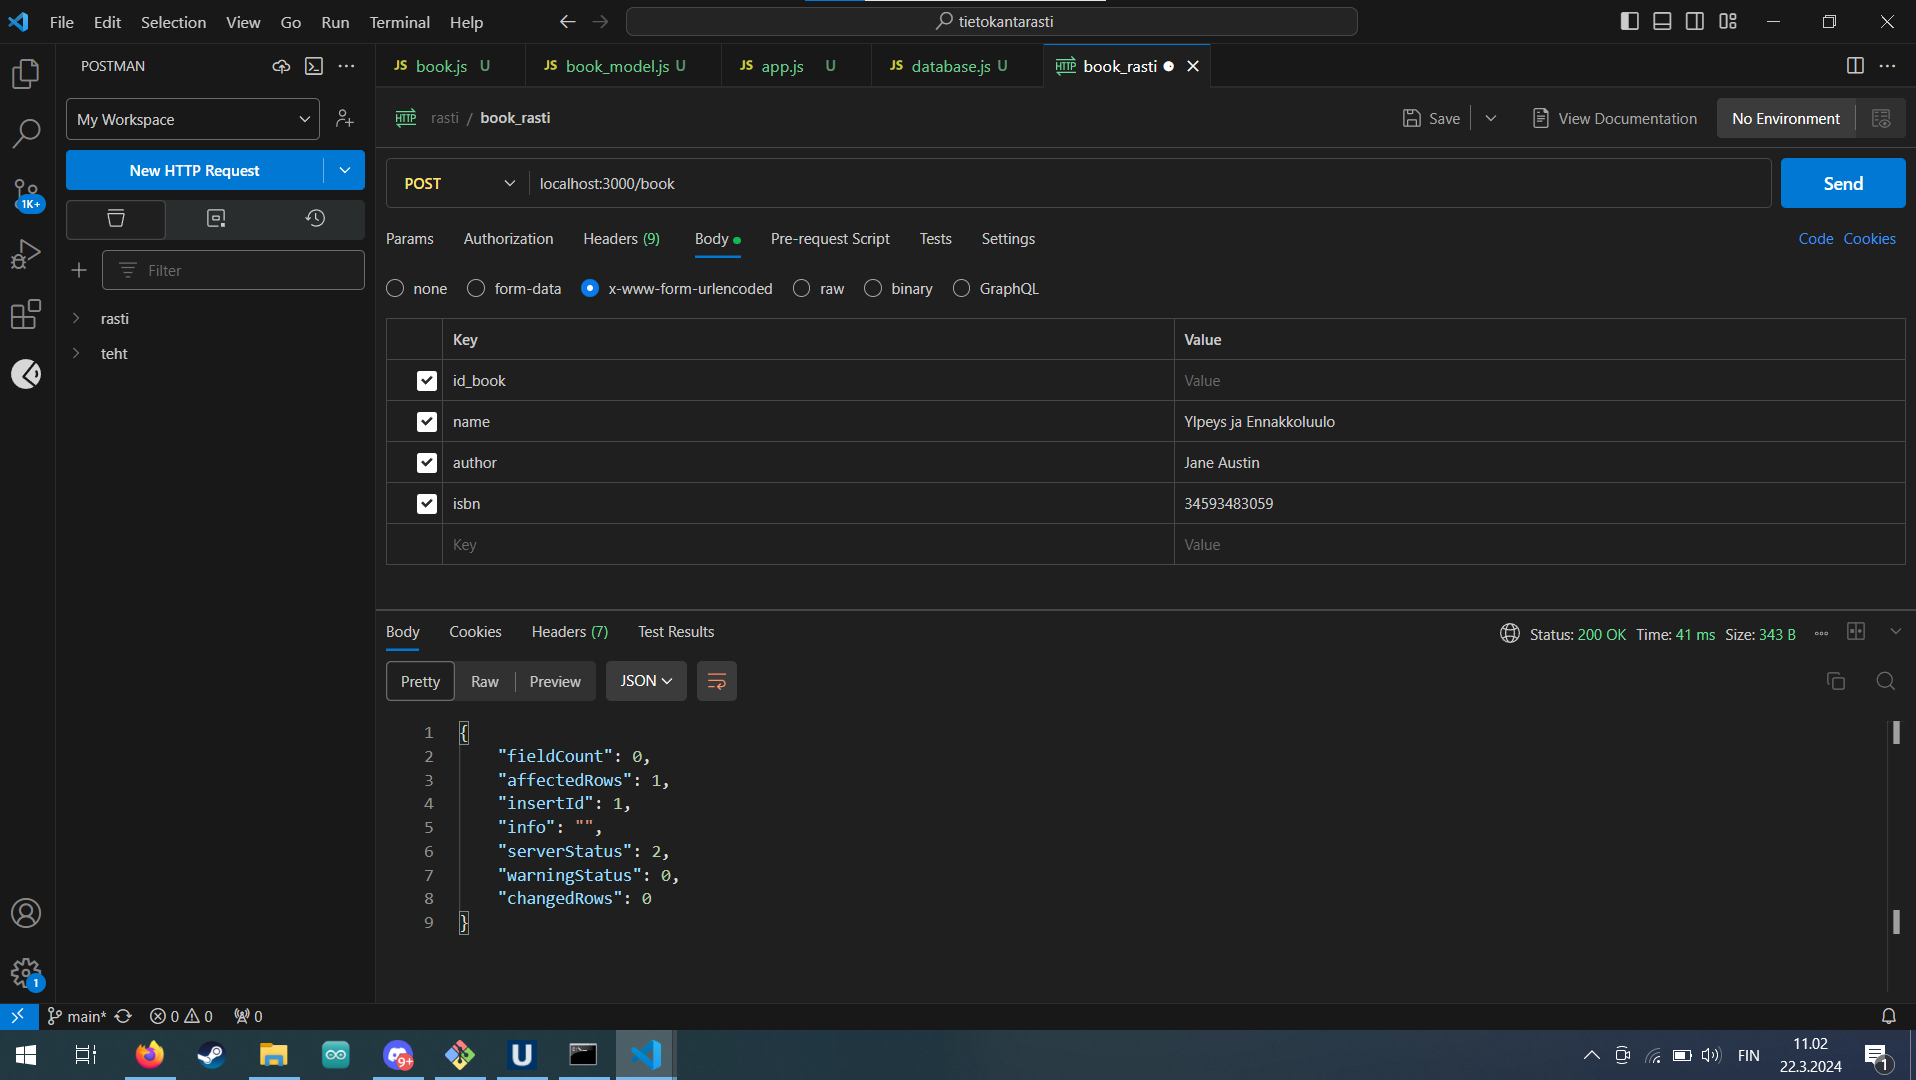 File Edit Selection View Go Run Terminal Help tietokantarasti
POSTMAN
JS book.js U JS book_model.js U JS app.js U JS database.js U HTTP book_rasti
My Workspace
HTTP rasti / book_rasti Save View Documentation No Environment
New HTTP Request
POST localhost:3000/book Send
1K+
Params Authorization Headers (9) Body Pre-request Script Tests Settings Code Cookies
Filter
none form-data x-www-form-urlencoded raw binary GraphQL
rasti
teht
Key Value
id_book Value
name Ylpeys ja Ennakkoluulo
author Jane Austin
isbn 34593483059
Key Value
Body Cookies Headers (7) Test Results Status: 200 OK Time: 41 ms Size: 343 B
Pretty Raw Preview JSON
1 {
2 "fieldCount": 0,
3 "affectedRows": 1,
4 "insertId": 1,
5 "info": "",
6 "serverStatus": 2,
7 "warningStatus": 0,
8 "changedRows": 0
9 }
1
main* 0 0 0
9+ U FIN 11.02
22.3.2024 1